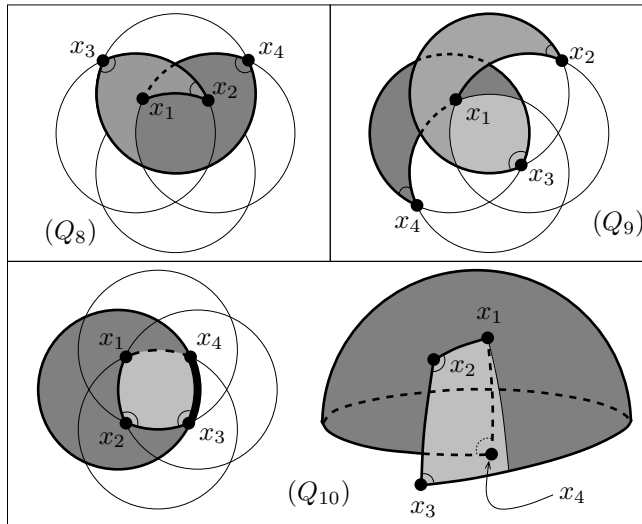 x₃ x₄
x₁ x₂
(Q₈)
x₂
x₁
x₃
x₄
(Q₉)
x₁ x₄
x₂ x₃
(Q₁₀)
x₁
x₂
x₃ x₄